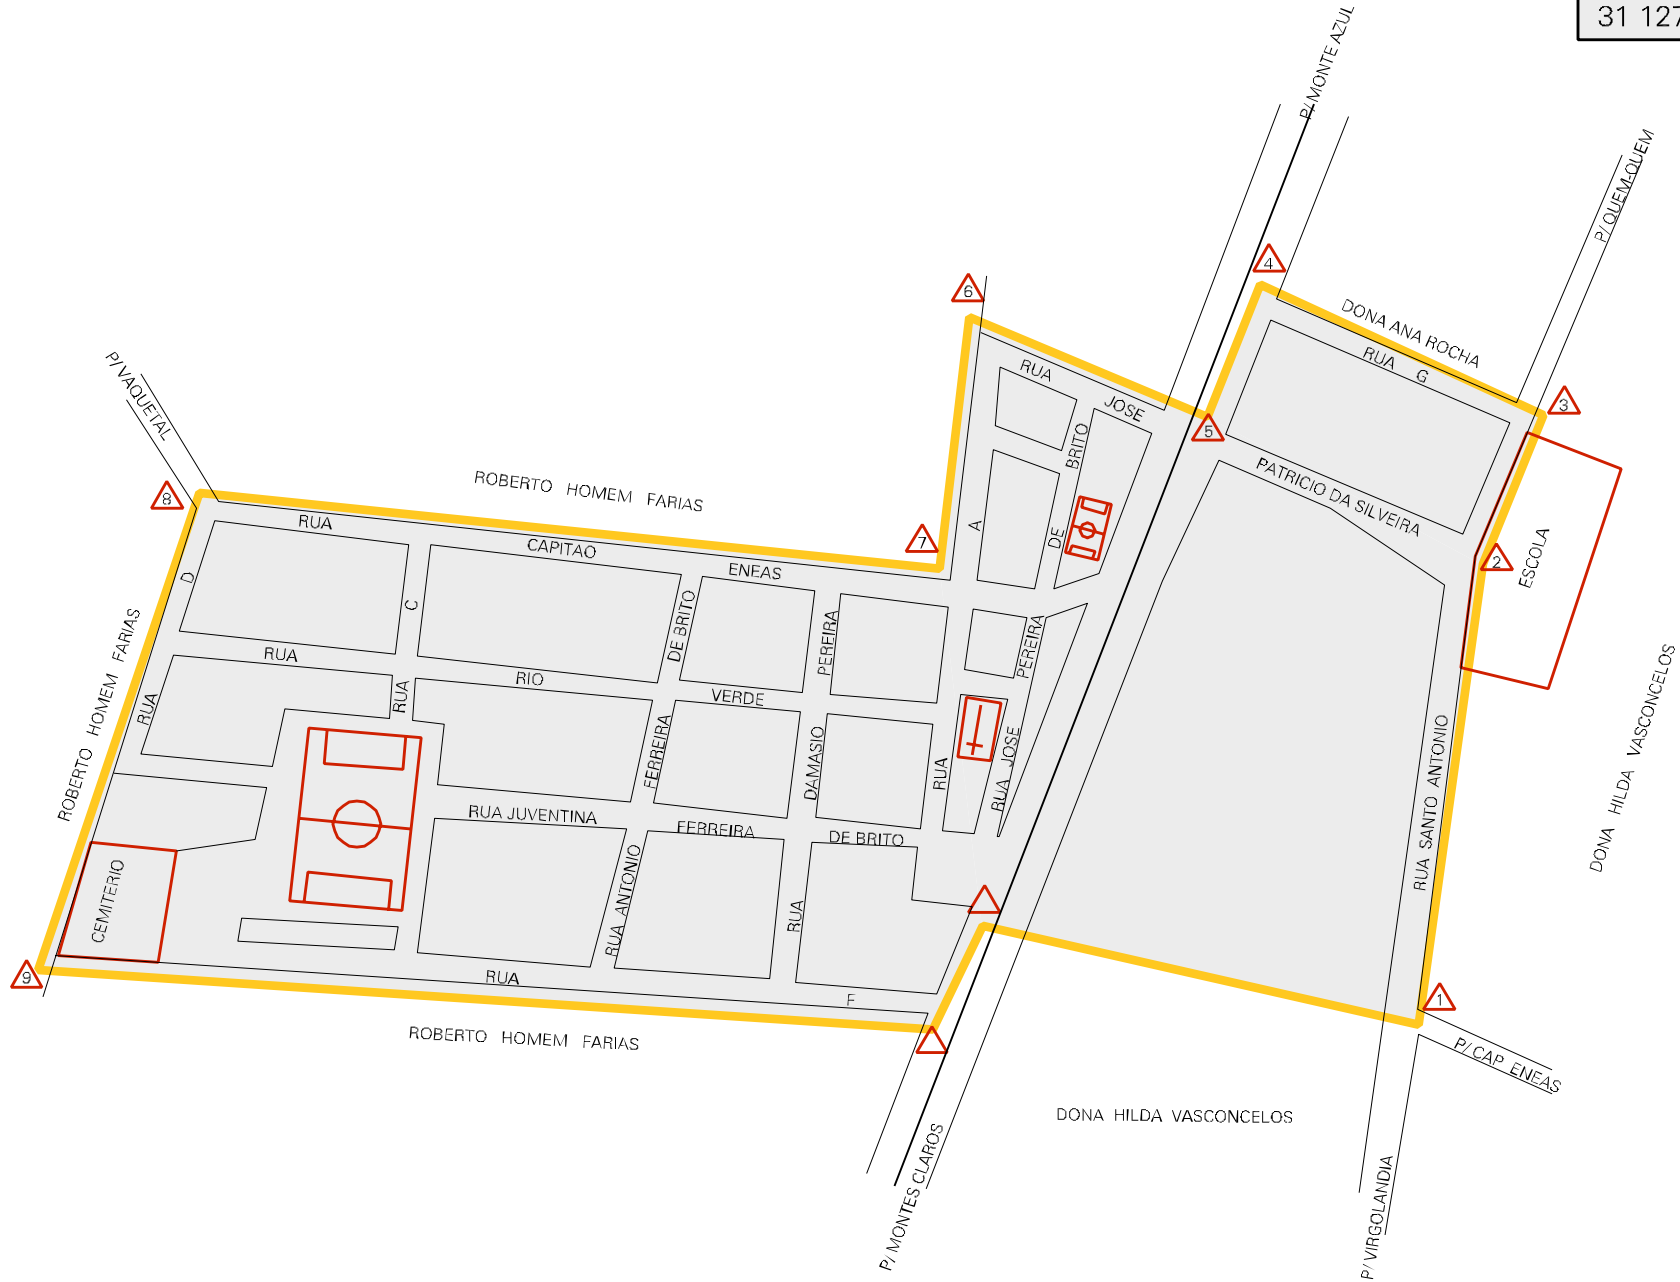 31 127
P/MONTE AZUL
P/QUEM-QUEM
4
6
DONA ANA ROCHA
RUA G
3
5
RUA
JOSE
BRITO
DE
A
PATRICIO DA SILVEIRA
2
ESCOLA
P/VAQUETAL
8
ROBERTO HOMEM FARIAS
7
RUA
CAPITAO
ENEAS
D
C
DE BRITO
PEREIRA
PEREIRA
ROBERTO HOMEM FARIAS
RUA
RIO
VERDE
RUA
RUA
FERREIRA
DAMASIO
RUA
RUA JOSE
RUA JUVENTINA
FERREIRA
DE BRITO
DONA HILDA VASCONCELOS
RUA SANTO ANTONIO
CEMITERIO
RUA ANTONIO
RUA
9
RUA
F
1
ROBERTO HOMEM FARIAS
P/CAP ENEAS
DONA HILDA VASCONCELOS
P/MONTES CLAROS
P/VIRGOLANDIA